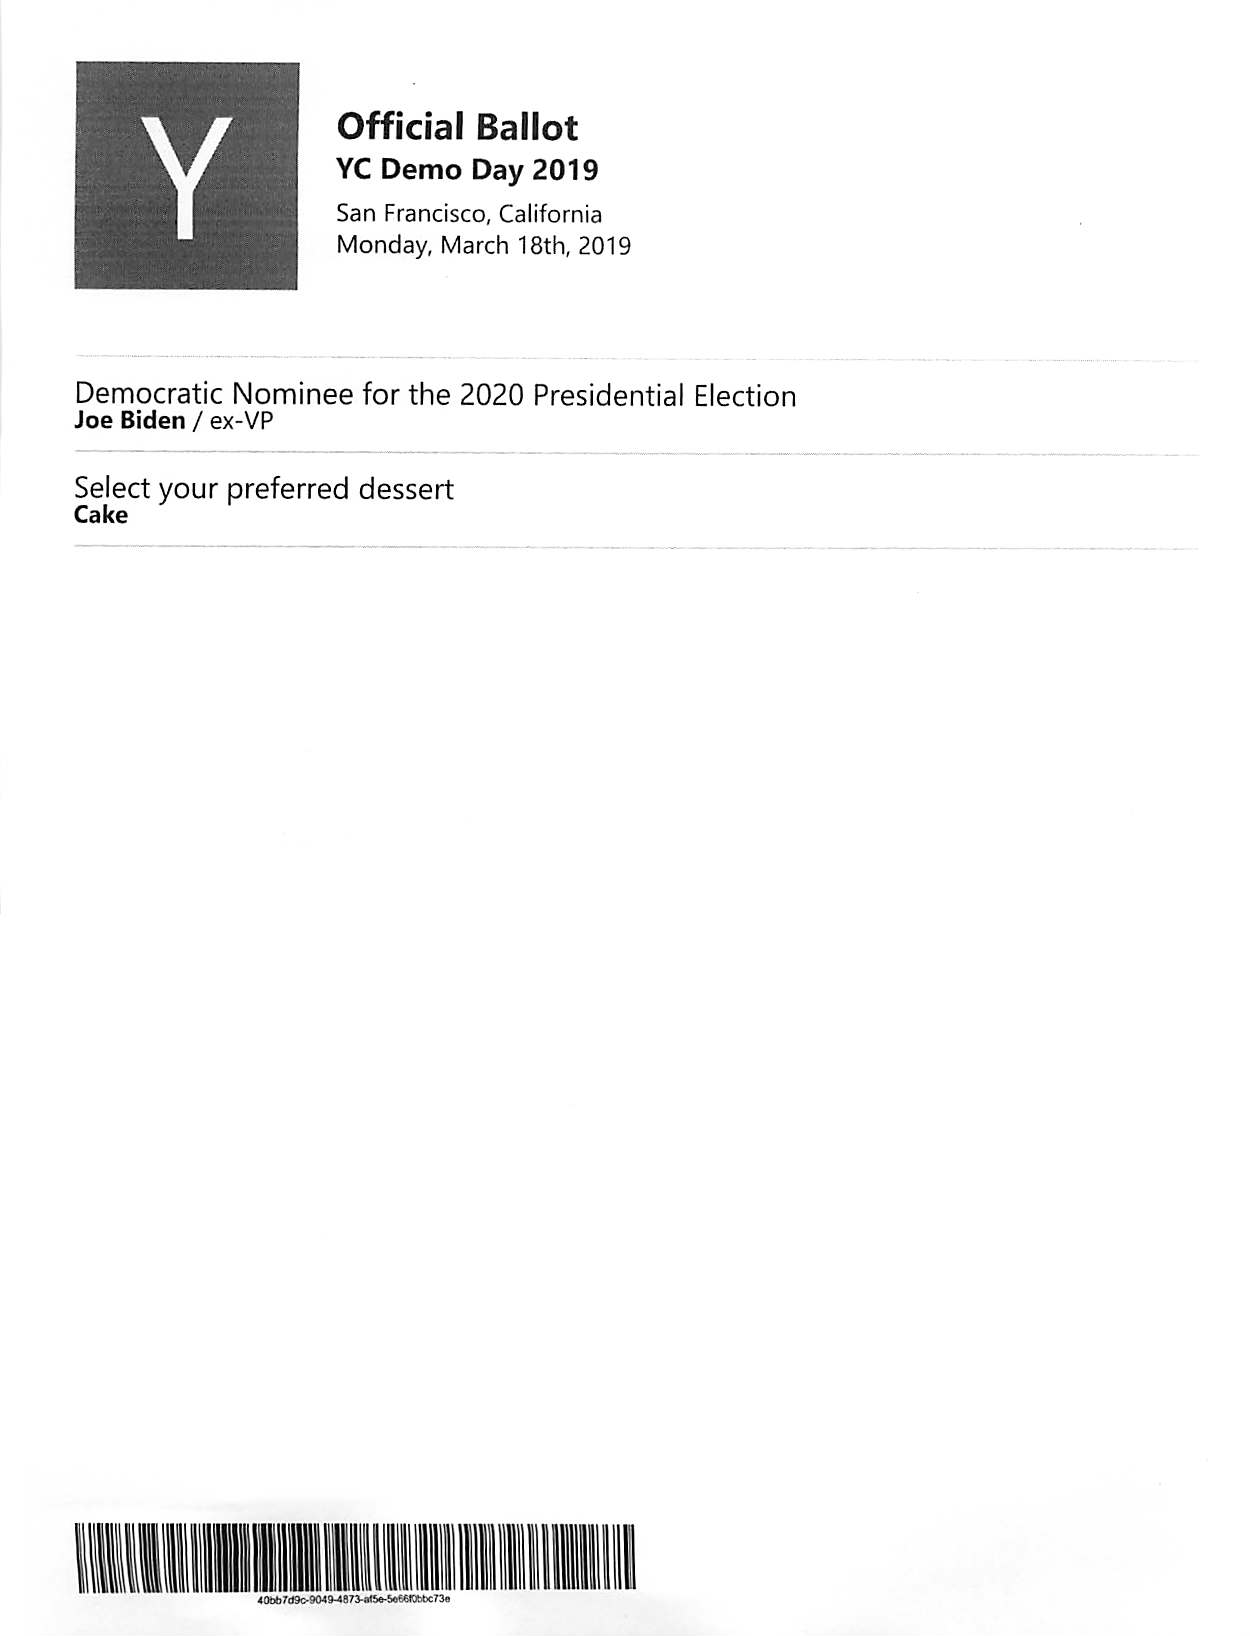 Y
Official Ballot
YC Demo Day 2019
San Francisco, California
Monday, March 18th, 2019
Democratic Nominee for the 2020 Presidential Election
Joe Biden / ex-VP
Select your preferred dessert
Cake
40bb7d9c-9049-4873-af5e-5e66f0bbc73e